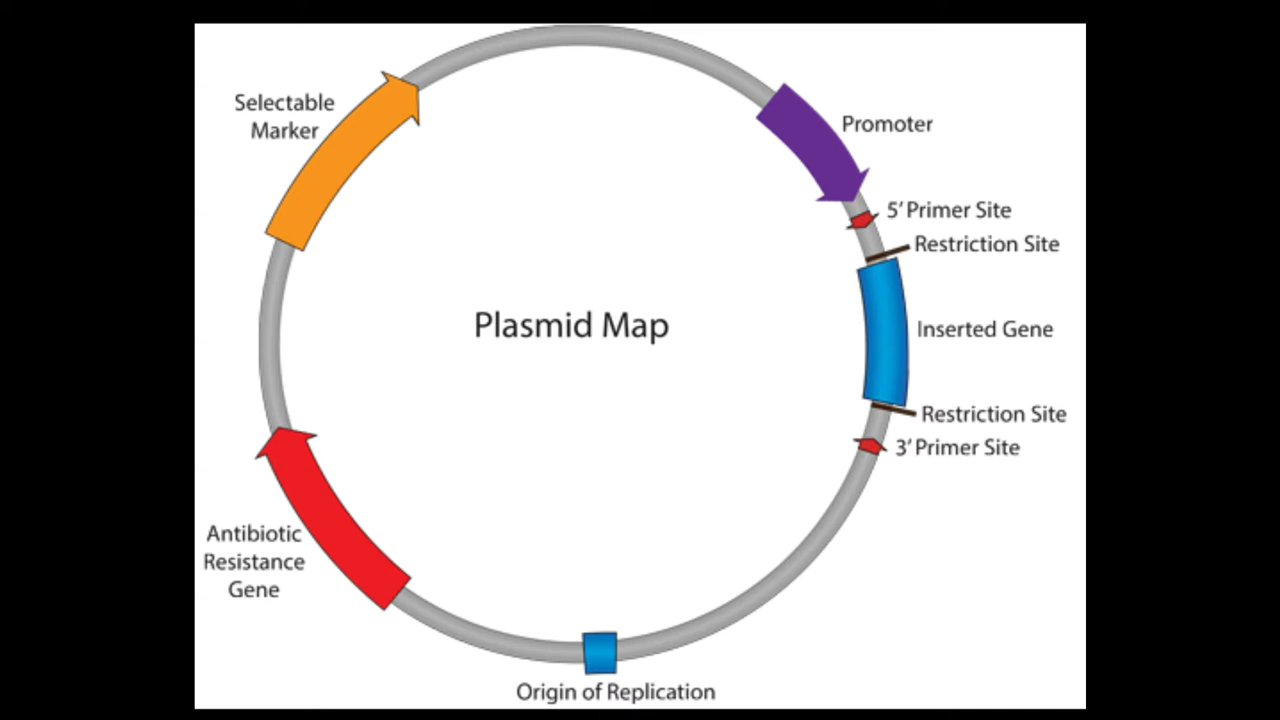 Selectable
Marker
Promoter
5' Primer Site
Restriction Site
Plasmid Map
Inserted Gene
Restriction Site
3' Primer Site
Antibiotic
Resistance
Gene
Origin of Replication